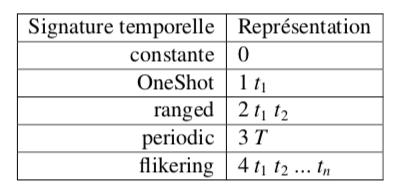 Signature temporelle Représentation
constante 0
OneShot 1 t₁
ranged 2 t₁ t₂
periodic 3 T
flikering 4 t₁ t₂ ... tₙ